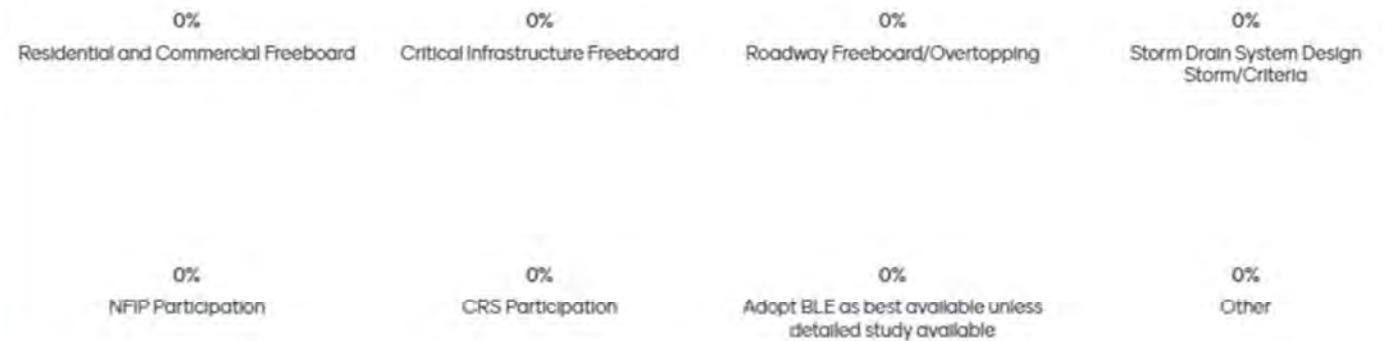 0%
Residential and Commercial Freeboard
0%
Critical Infrastructure Freeboard
0%
Roadway Freeboard/Overtopping
0%
Storm Drain System Design
Storm/Criteria
0%
NFIP Participation
0%
CRS Participation
0%
Adopt BLE as best available unless
detailed study available
0%
Other